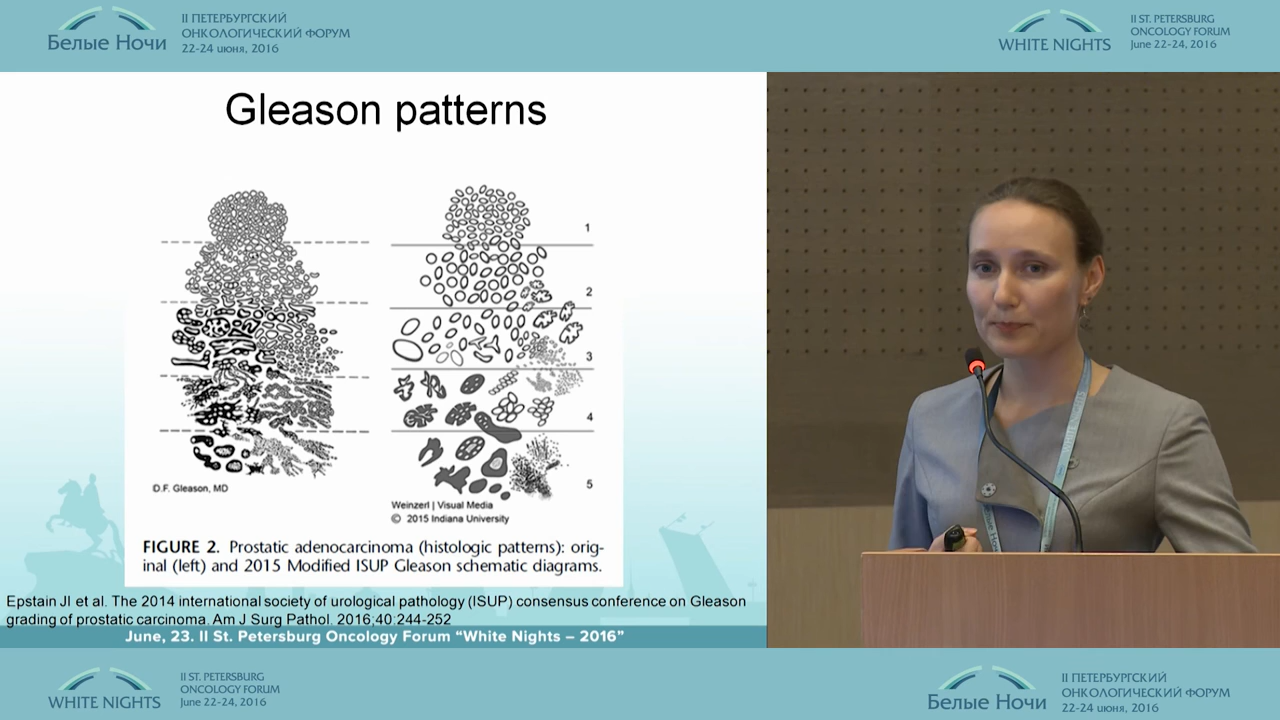 II ПЕТЕРБУРГСКИЙ
ОНКОЛОГИЧЕСКИЙ ФОРУМ
Белые Ночи
22-24 июня, 2016
II ST. PETERSBURG
ONCOLOGY FORUM
WHITE NIGHTS
June 22-24, 2016
Gleason patterns
1
2
3
4
5
D.F. Gleason, MD
Weinzerl | Visual Media
© 2015 Indiana University
FIGURE 2. Prostatic adenocarcinoma (histologic patterns): orig-
inal (left) and 2015 Modified ISUP Gleason schematic diagrams.
Epstain JI et al. The 2014 international society of urological pathology (ISUP) consensus conference on Gleason
grading of prostatic carcinoma. Am J Surg Pathol. 2016;40:244-252
June, 23. II St. Petersburg Oncology Forum “White Nights – 2016”
II ST. PETERSBURG
ONCOLOGY FORUM
WHITE NIGHTS
June 22-24, 2016
II ПЕТЕРБУРГСКИЙ
ОНКОЛОГИЧЕСКИЙ ФОРУМ
Белые Ночи
22-24 июня, 2016